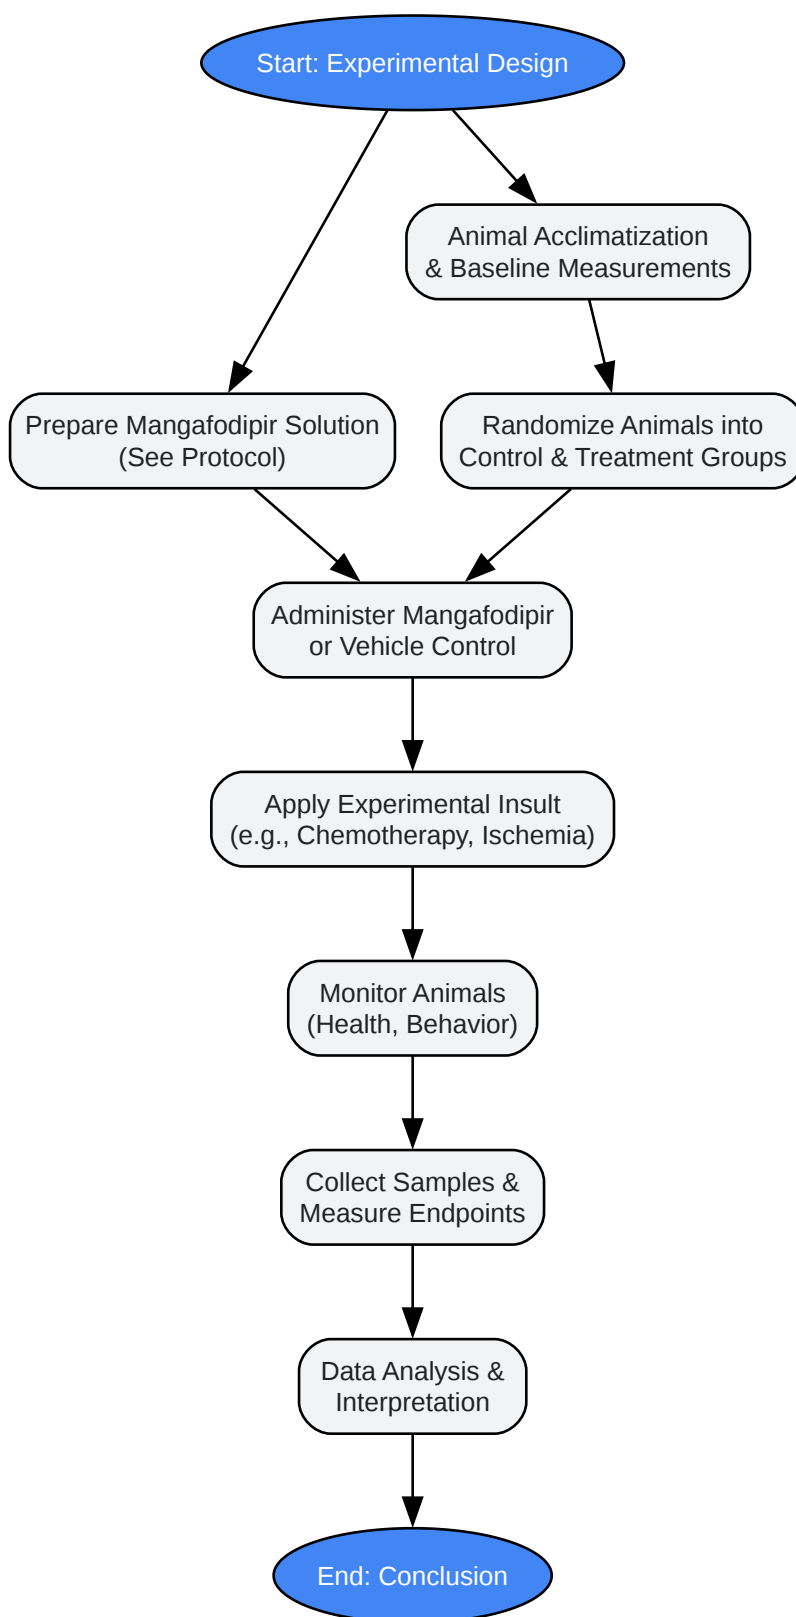 Start: Experimental Design
Animal Acclimatization
& Baseline Measurements
Prepare Mangafodipir Solution
(See Protocol)
Randomize Animals into
Control & Treatment Groups
Administer Mangafodipir
or Vehicle Control
Apply Experimental Insult
(e.g., Chemotherapy, Ischemia)
Monitor Animals
(Health, Behavior)
Collect Samples &
Measure Endpoints
Data Analysis &
Interpretation
End: Conclusion